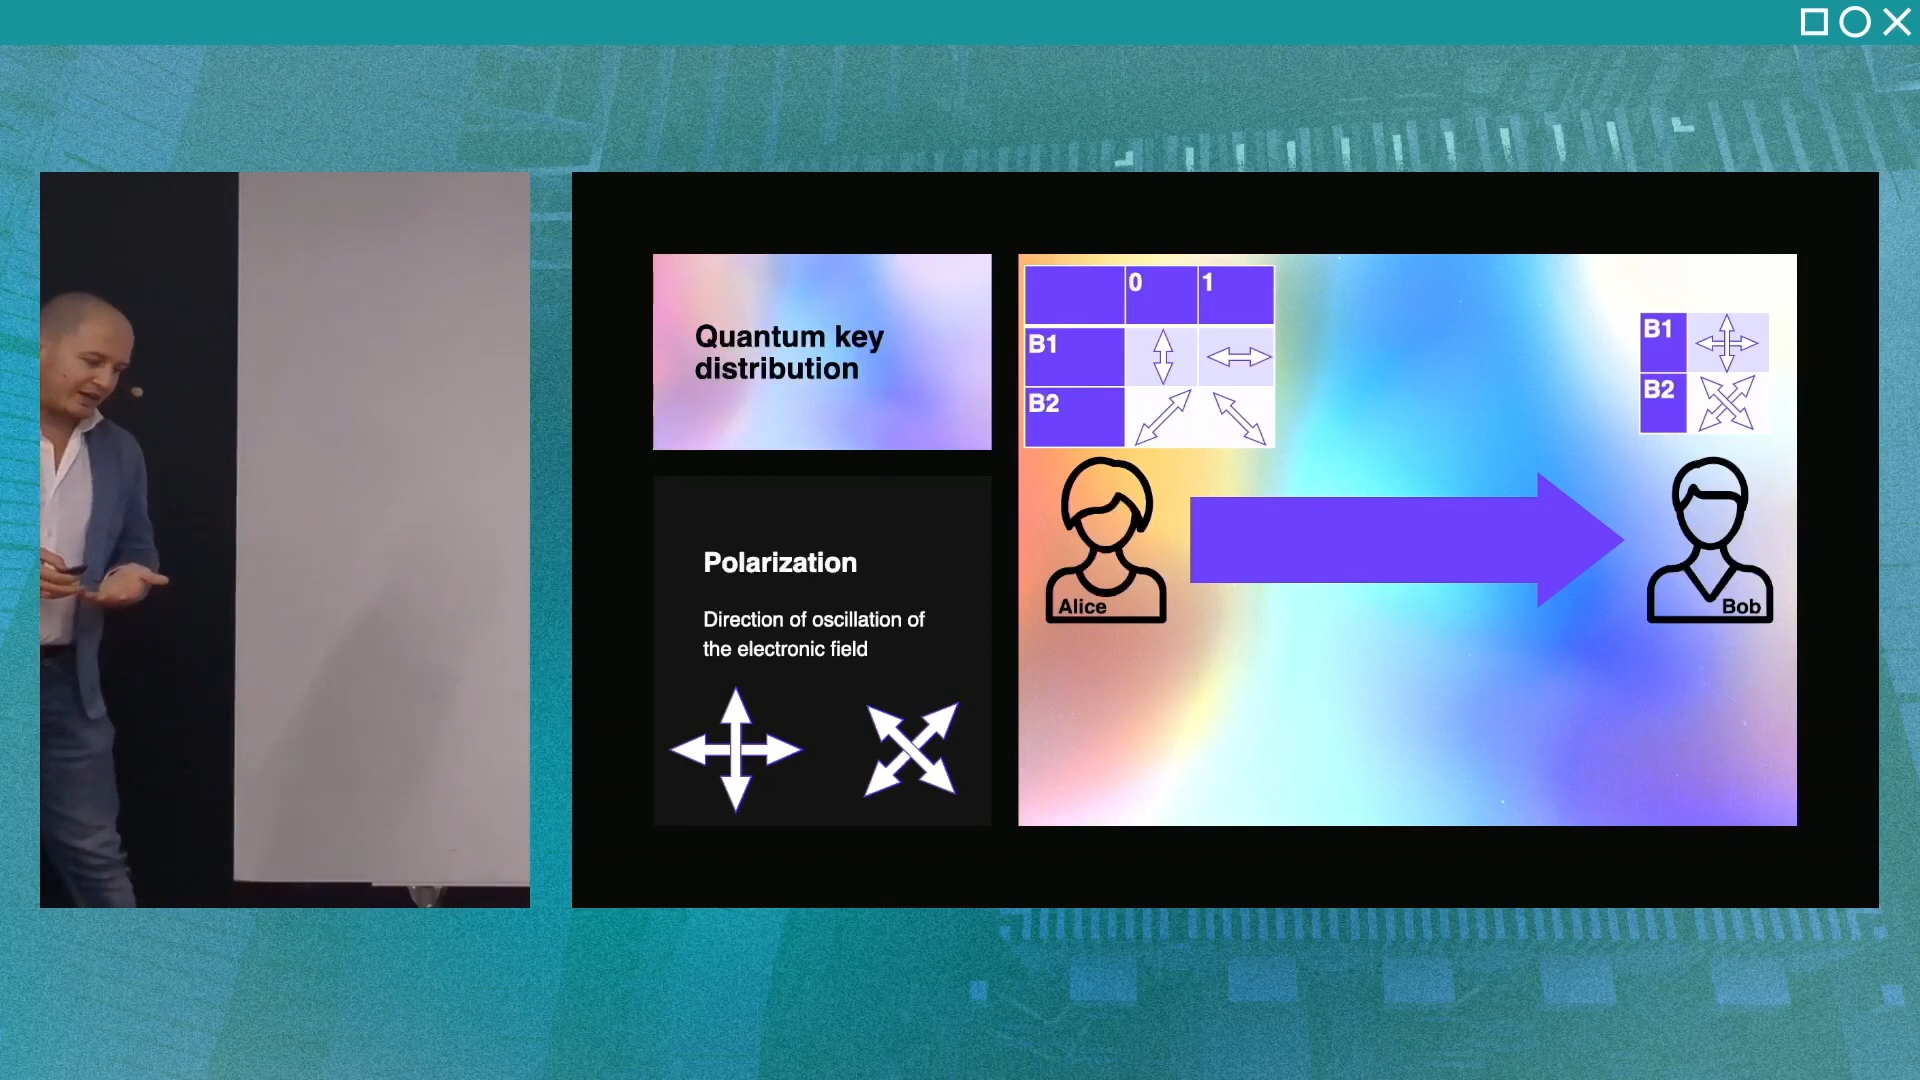 Quantum key
distribution
Polarization
Direction of oscillation of
the electronic field
0 1
B1
B2
Alice
B1
B2
Bob